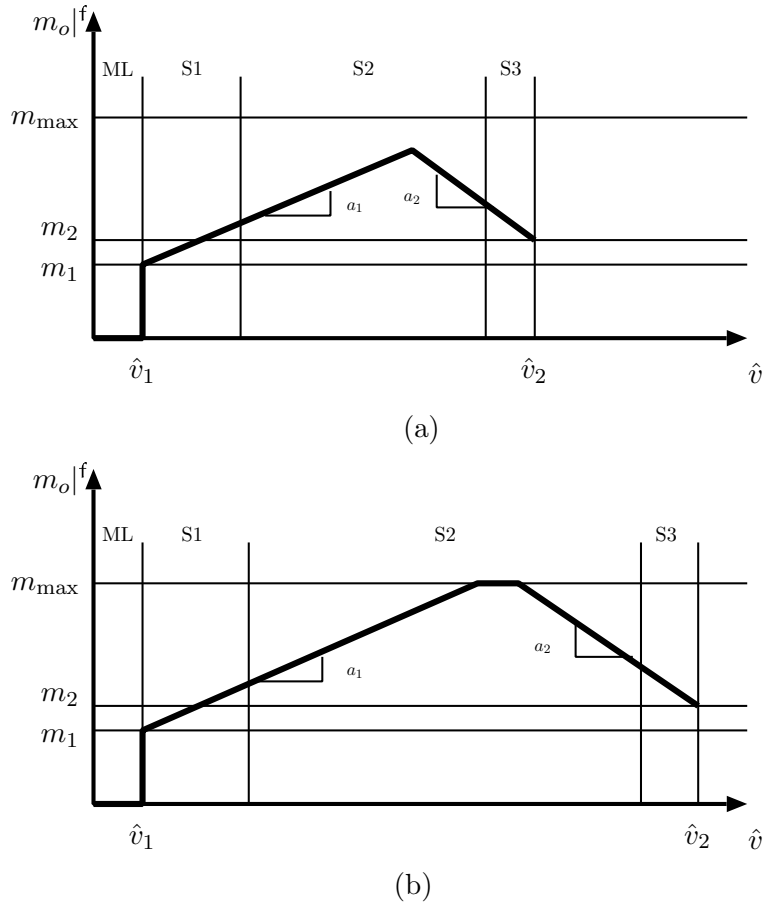 m_o|^f
ML S1 S2 S3
m_max
a_1 a_2
m_2
m_1
v̂_1 v̂_2 v̂
(a)
m_o|^f
ML S1 S2 S3
m_max
a_1 a_2
m_2
m_1
v̂_1 v̂_2 v̂
(b)